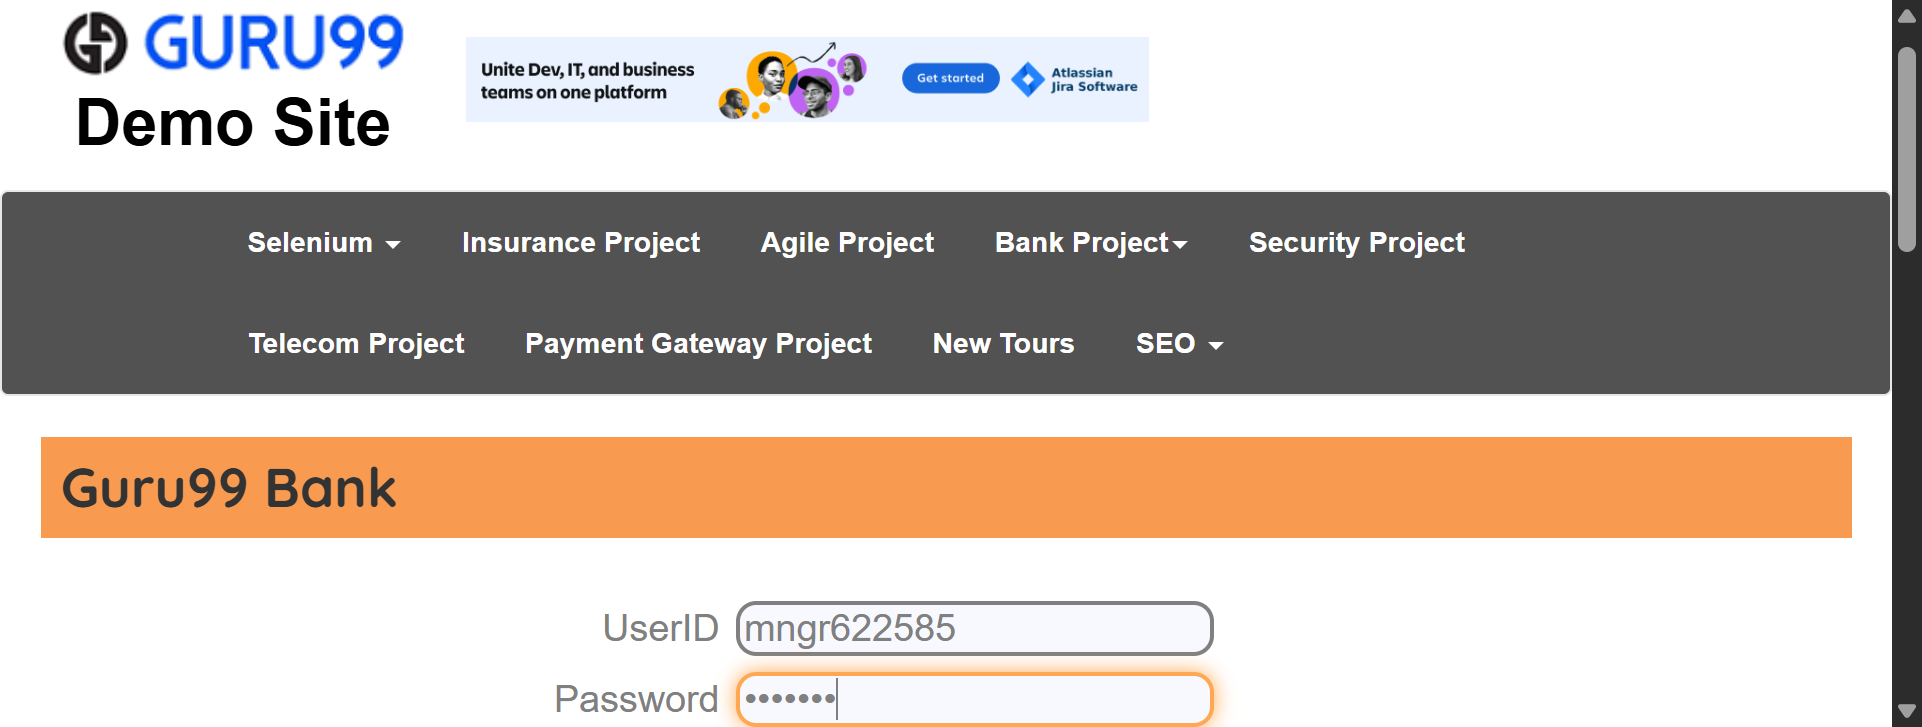 GURU99
Demo Site
Unite Dev, IT, and business
teams on one platform
Get started
Atlassian
Jira Software
Selenium
Insurance Project
Agile Project
Bank Project
Security Project
Telecom Project
Payment Gateway Project
New Tours
SEO
Guru99 Bank
UserID mngr622585
Password •••••••